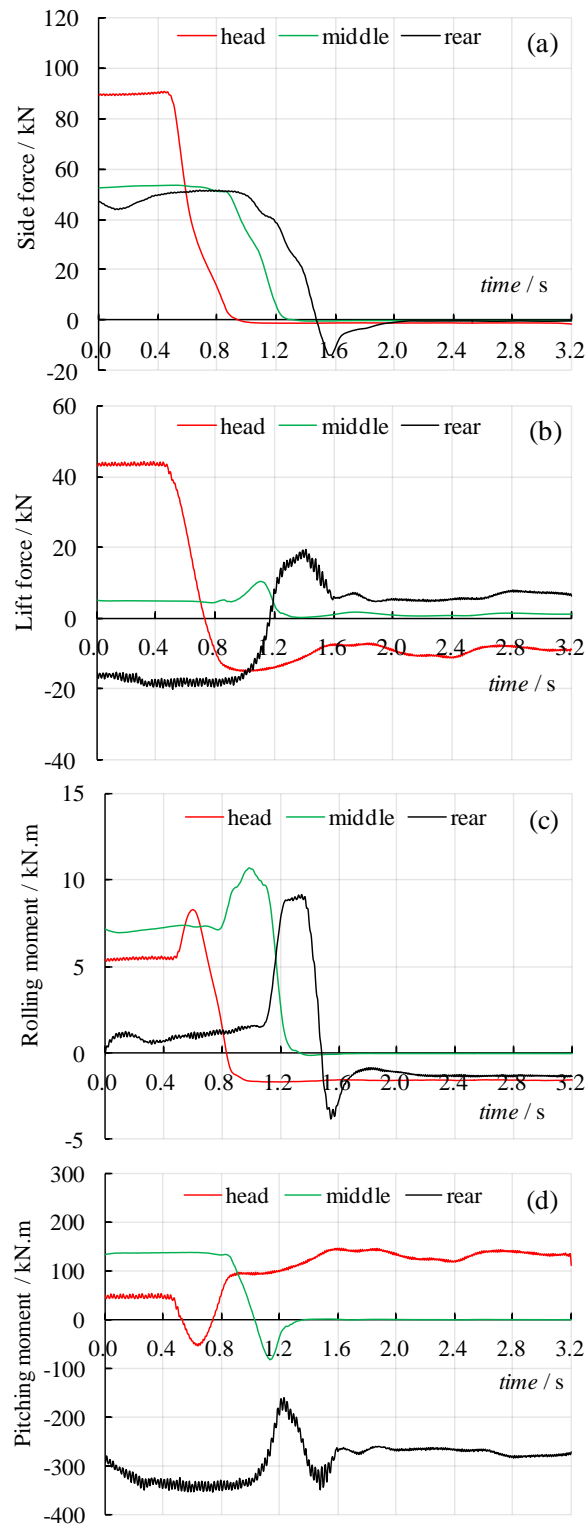 120
head middle rear (a)
100
80
60
40
20
0
-20
Side force / kN
time / s
0.0 0.4 0.8 1.2 1.6 2.0 2.4 2.8 3.2
60
head middle rear (b)
40
20
0
-20
-40
Lift force / kN
0.0 0.4 0.8 1.2 1.6 2.0 2.4 2.8 3.2
time / s
15
head middle rear (c)
10
5
0
-5
Rolling moment / kN.m
0.0 0.4 0.8 1.2 1.6 2.0 2.4 2.8 3.2
time / s
300
head middle rear (d)
200
100
0
-100
-200
-300
-400
Pitching moment / kN.m
0.0 0.4 0.8 1.2 1.6 2.0 2.4 2.8 3.2
time / s